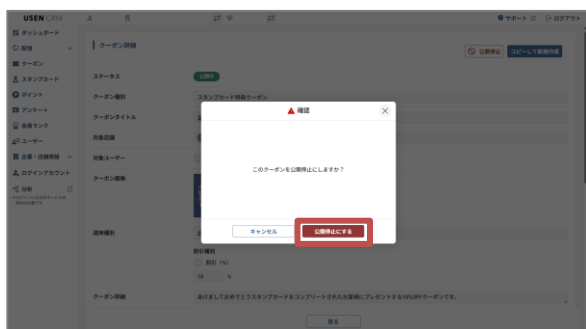 USEN CRM
サポート
ログアウト
ダッシュボード
配信
クーポン
スタンプカード
ポイント
アンケート
会員ランク
ユーザー
企業・店舗情報
ログインアカウント
クーポン詳細
公開停止
コピーして新規作成
ステータス
公開中
クーポン種別
スタンプカード特典クーポン
クーポンタイトル
対象店舗
対象ユーザー
クーポン画像
確認
このクーポンを公開停止にしますか？
キャンセル
公開停止にする
適用種別
割引種別
割引（%）
10 %
クーポン詳細
あけましておめでとうスタンプカードをコンプリートされたお客様にプレゼントする10%OFFクーポンです。
戻る